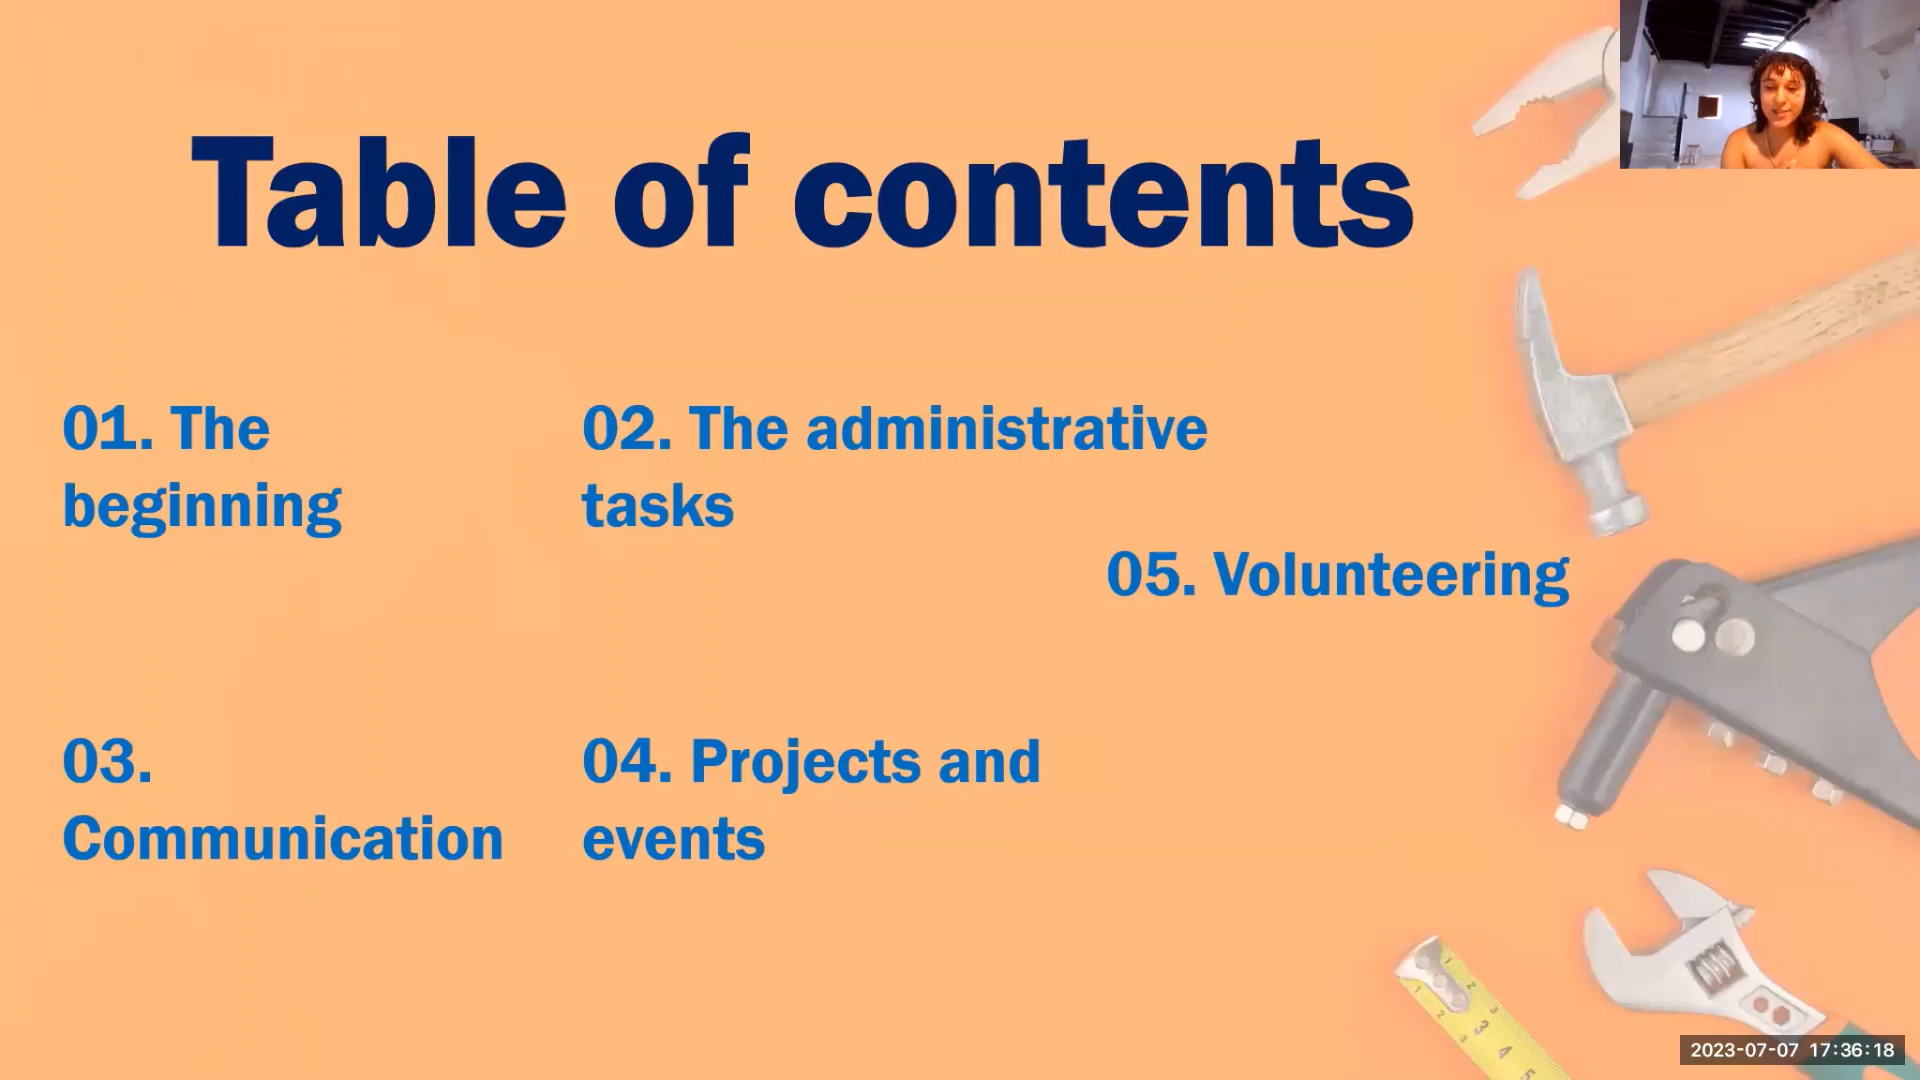 Table of contents
01. The
beginning
02. The administrative
tasks
05. Volunteering
03.
Communication
04. Projects and
events
2023-07-07 17:36:18